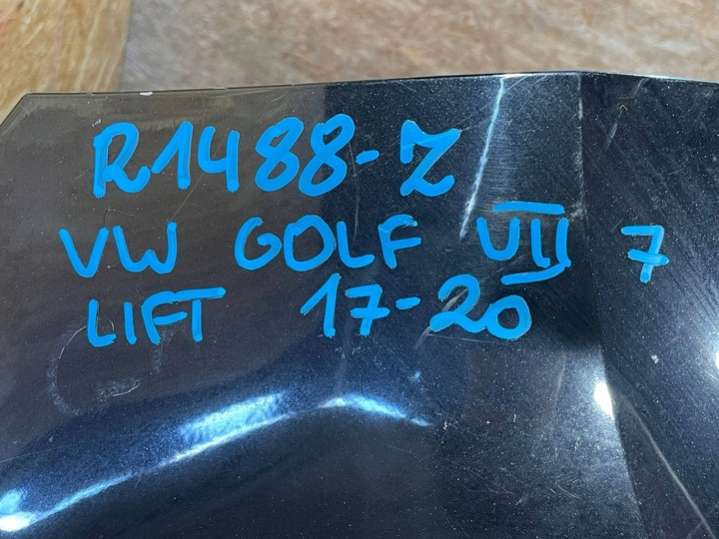 R1488-Z
VW GOLF VII 7
LIFT 17-20